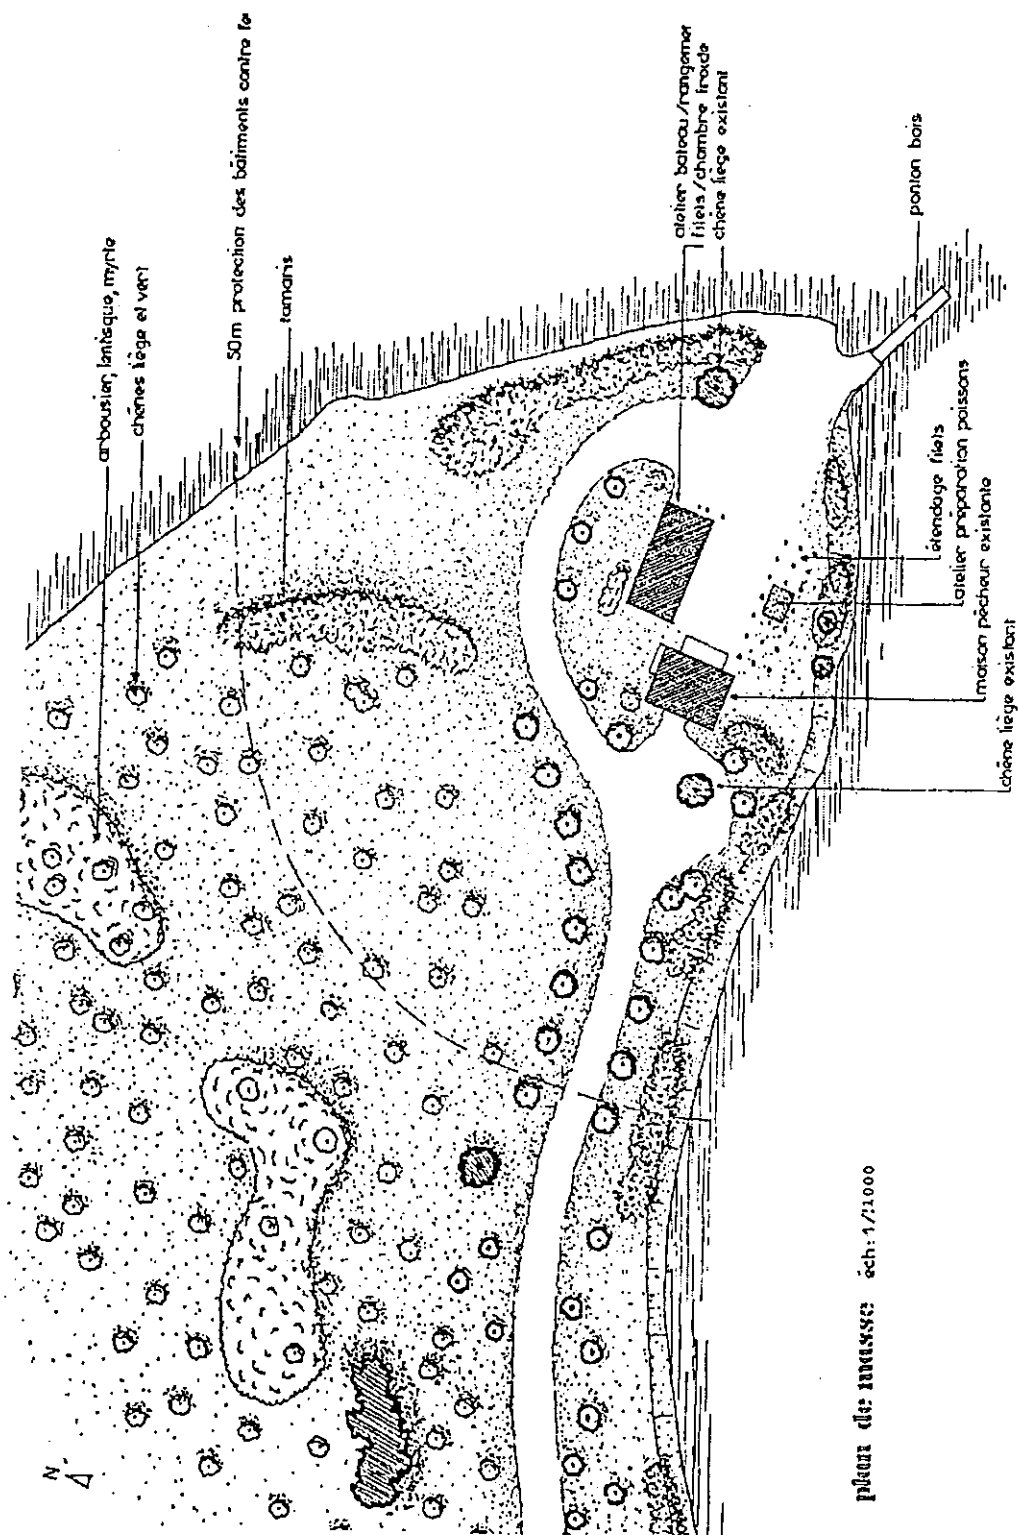 arbousier, lentisque, myrte
chênes liège et vert
50m protection des bâtiments contre le
tamaris
atelier bateau/rangemer
filets/chambre froide
chêne liège existant
ponton bois
étendage filets
atelier préparation poissons
maison pêcheur existante
chêne liège existant
plan de masse éch: 1/1000
N